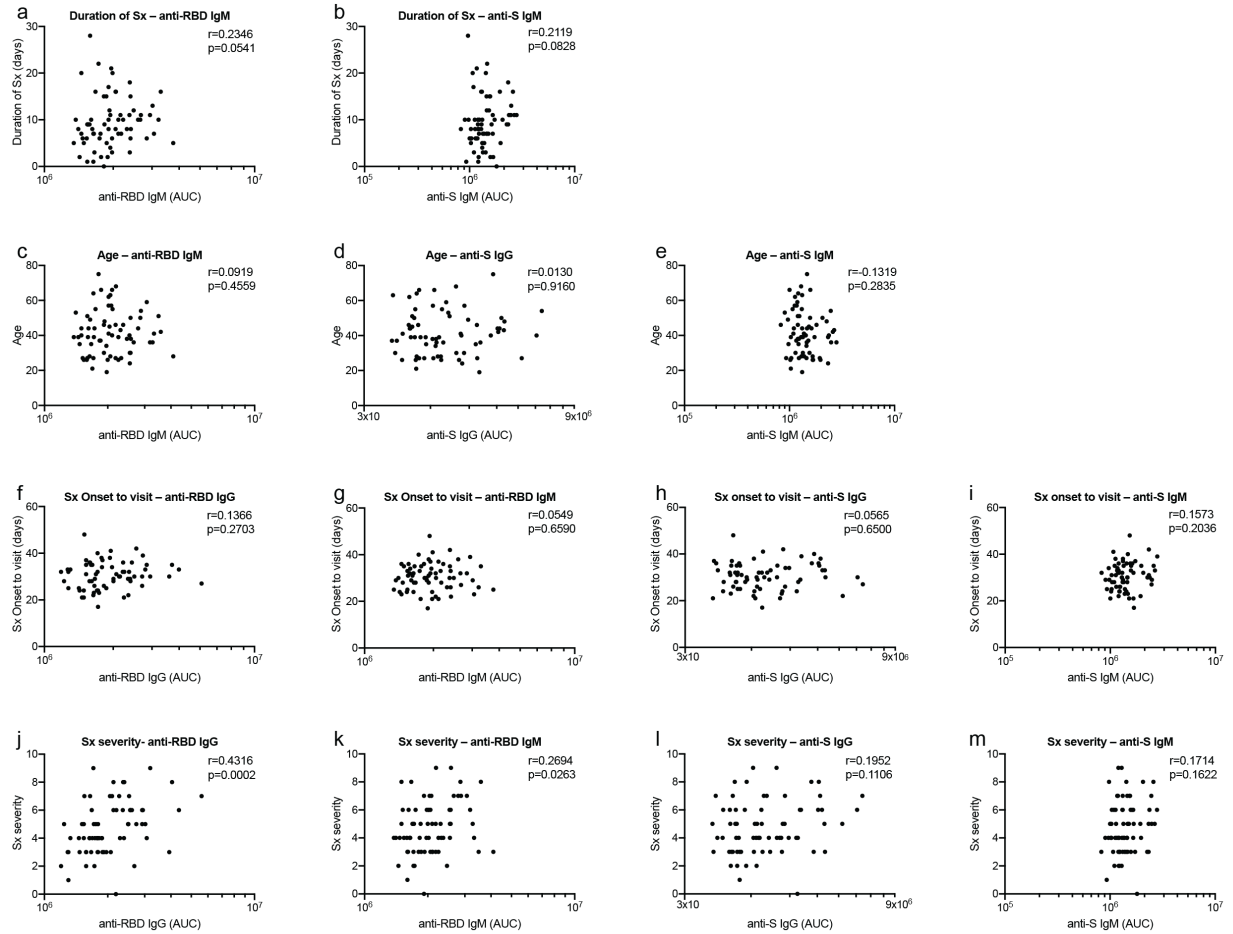 a
Duration of Sx – anti-RBD IgM
r=0.2346
p=0.0541
Duration of Sx (days)
30
20
10
0
10⁶
10⁷
anti-RBD IgM (AUC)
b
Duration of Sx – anti-S IgM
r=0.2119
p=0.0828
Duration of Sx (days)
30
20
10
0
10⁵
10⁶
10⁷
anti-S IgM (AUC)
c
Age – anti-RBD IgM
r=0.0919
p=0.4559
Age
80
60
40
20
0
10⁶
10⁷
anti-RBD IgM (AUC)
d
Age – anti-S IgG
r=0.0130
p=0.9160
Age
80
60
40
20
0
3x10
9x10⁶
anti-S IgG (AUC)
e
Age – anti-S IgM
r=-0.1319
p=0.2835
Age
80
60
40
20
0
10⁵
10⁶
10⁷
anti-S IgM (AUC)
f
Sx Onset to visit – anti-RBD IgG
r=0.1366
p=0.2703
Sx Onset to visit (days)
60
40
20
0
10⁶
10⁷
anti-RBD IgG (AUC)
g
Sx Onset to visit – anti-RBD IgM
r=0.0549
p=0.6590
Sx Onset to visit (days)
60
40
20
0
10⁶
10⁷
anti-RBD IgM (AUC)
h
Sx onset to visit – anti-S IgG
r=0.0565
p=0.6500
Sx Onset to visit (days)
60
40
20
0
3x10
9x10⁶
anti-S IgG (AUC)
i
Sx onset to visit – anti-S IgM
r=0.1573
p=0.2036
Sx Onset to visit (days)
60
40
20
0
10⁵
10⁶
10⁷
anti-S IgM (AUC)
j
Sx severity- anti-RBD IgG
r=0.4316
p=0.0002
Sx severity
10
8
6
4
2
0
10⁶
10⁷
anti-RBD IgG (AUC)
k
Sx severity – anti-RBD IgM
r=0.2694
p=0.0263
Sx severity
10
8
6
4
2
0
10⁶
10⁷
anti-RBD IgM (AUC)
l
Sx severity – anti-S IgG
r=0.1952
p=0.1106
Sx severity
10
8
6
4
2
0
3x10
9x10⁶
anti-S IgG (AUC)
m
Sx severity – anti-S IgM
r=0.1714
p=0.1622
Sx severity
10
8
6
4
2
0
10⁵
10⁶
10⁷
anti-S IgM (AUC)